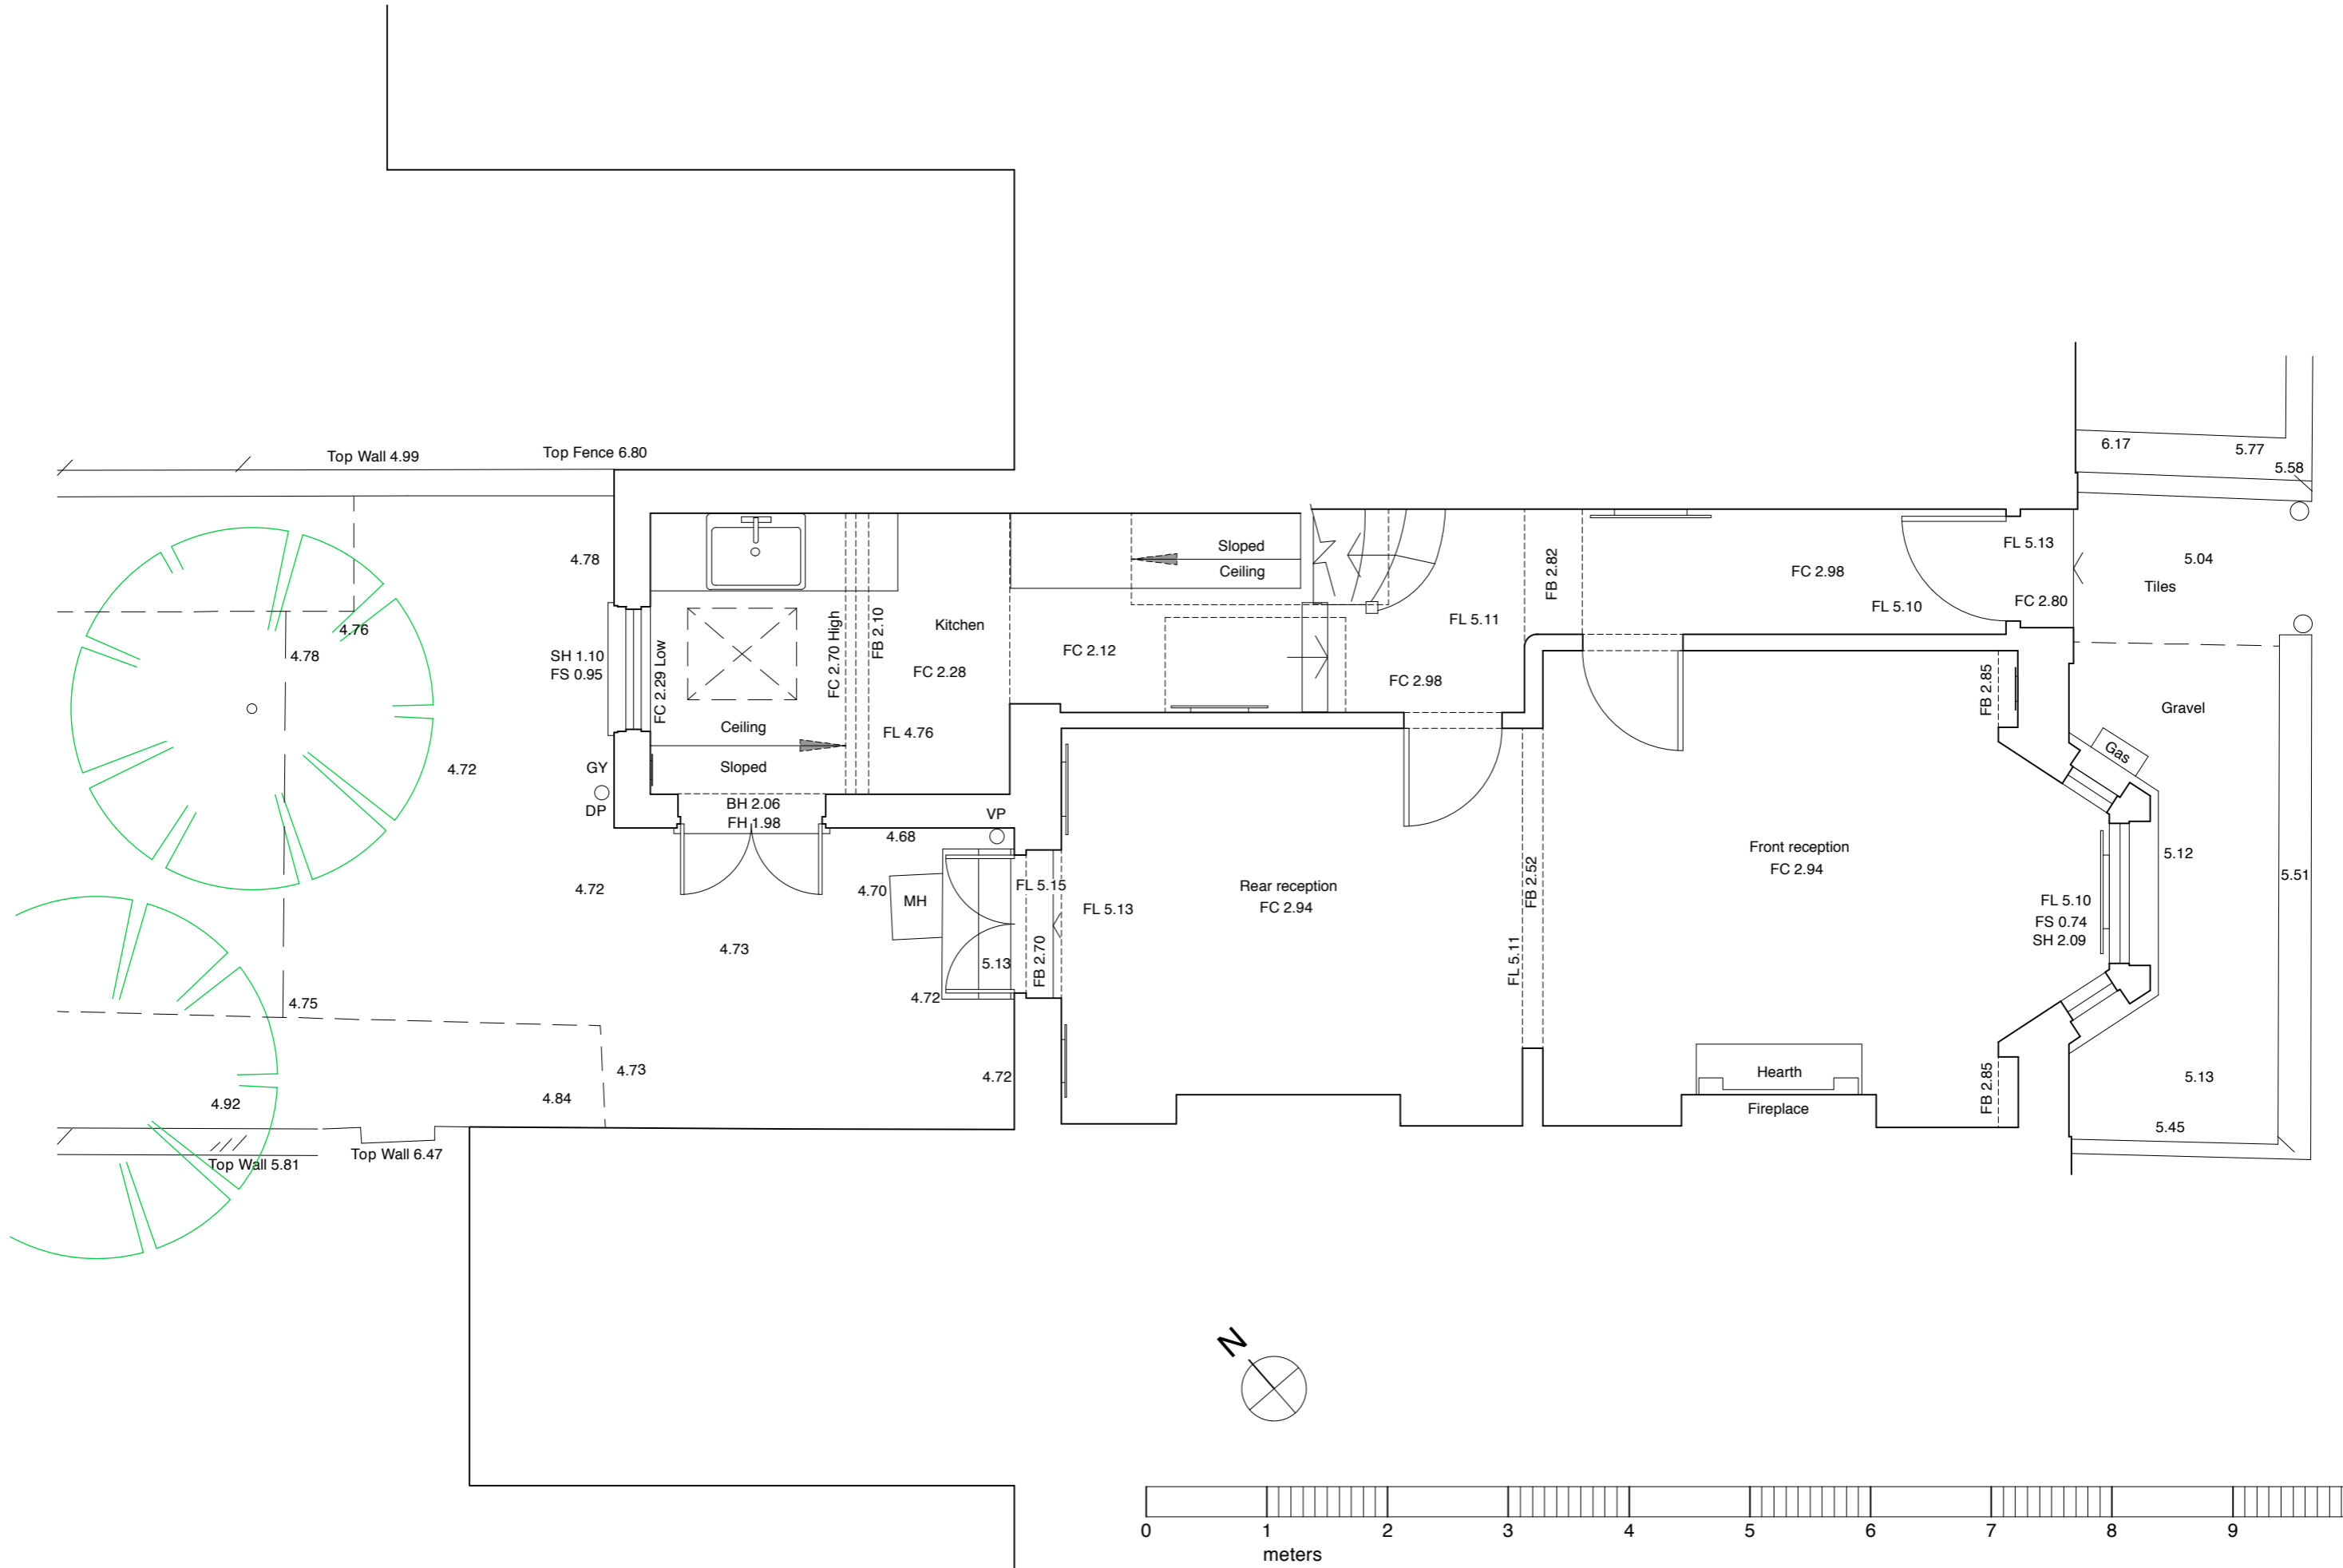 Top Wall 4.99
Top Fence 6.80
6.17
5.77
5.58
4.78
Sloped
Ceiling
FB 2.82
FC 2.98
FL 5.13
5.04
Tiles
4.76
4.78
SH 1.10
FS 0.95
FC 2.29 Low
FC 2.70 High
FB 2.10
Kitchen
FC 2.28
FC 2.12
FL 5.11
FC 2.98
FL 5.10
FC 2.80
FB 2.85
Gravel
Ceiling
FL 4.76
Sloped
4.72
GY
DP
BH 2.06
FH 1.98
VP
4.68
Gas
4.72
4.70
MH
FL 5.15
FL 5.13
Rear reception
FC 2.94
FB 2.52
Front reception
FC 2.94
5.12
5.51
FL 5.10
FS 0.74
SH 2.09
4.73
5.13
FB 2.70
FL 5.11
4.75
4.72
4.73
4.72
Hearth
Fireplace
FB 2.85
5.13
4.92
4.84
5.45
Top Wall 5.81
Top Wall 6.47
N
0 1 2 3 4 5 6 7 8 9
meters